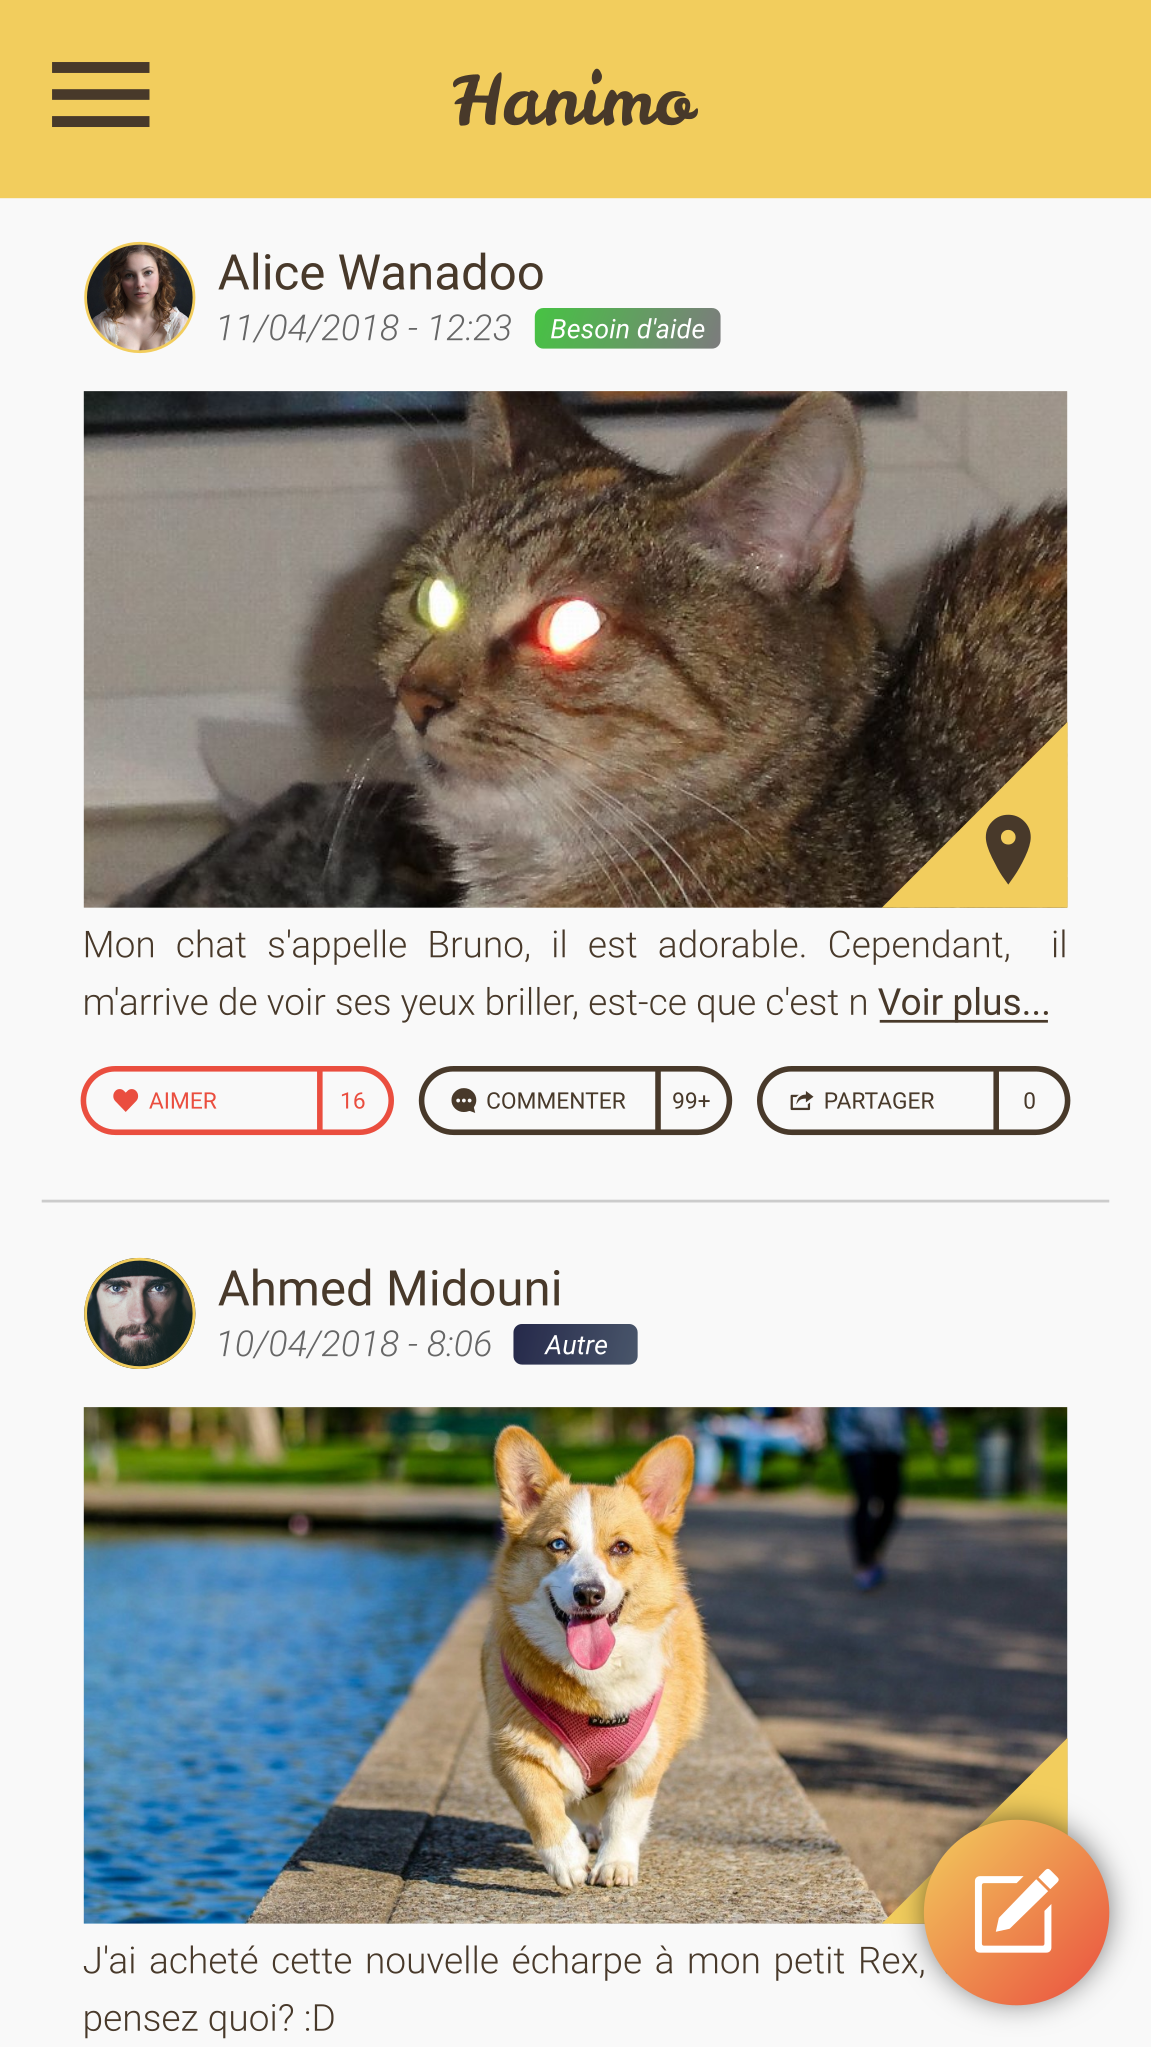 Hanimo
Alice Wanadoo
11/04/2018 - 12:23 Besoin d'aide
Mon chat s'appelle Bruno, il est adorable. Cependant, il
m'arrive de voir ses yeux briller, est-ce que c'est n Voir plus...
AIMER 16 COMMENTER 99+ PARTAGER 0
Ahmed Midouni
10/04/2018 - 8:06 Autre
J'ai acheté cette nouvelle écharpe à mon petit Rex,
pensez quoi? :D